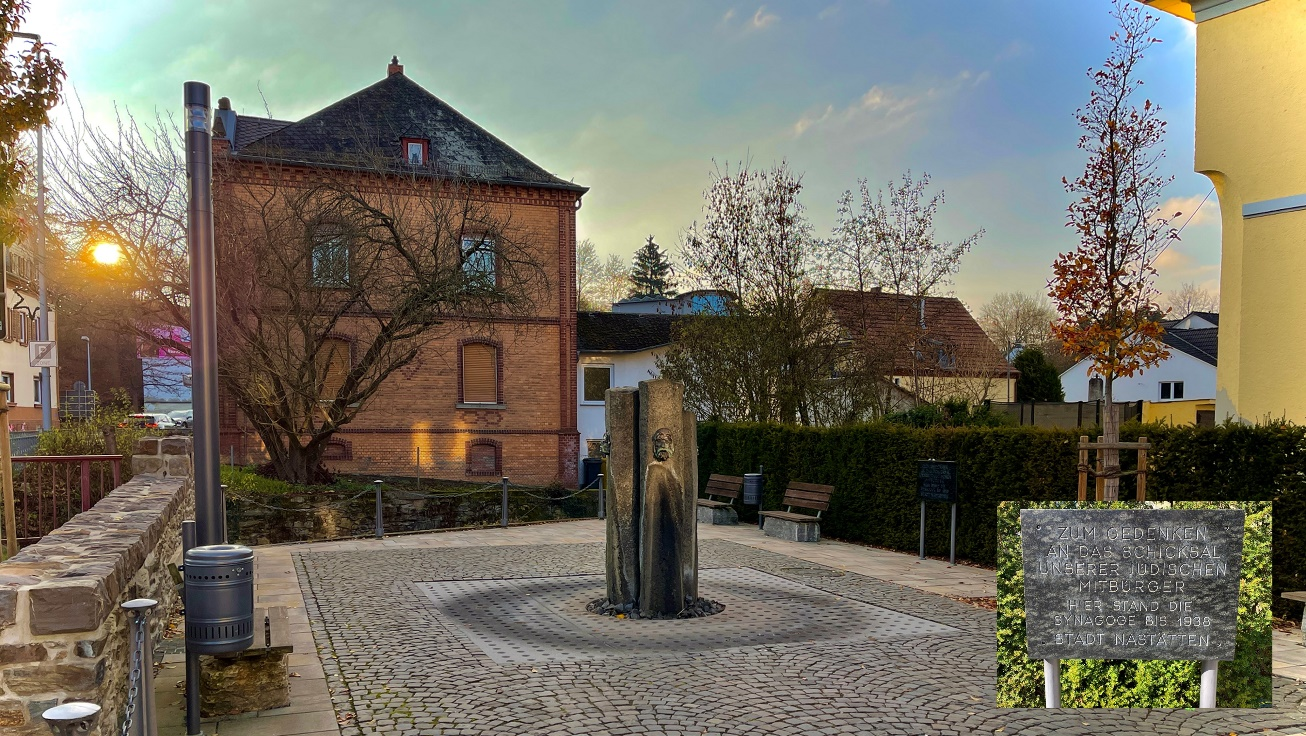 ZUM GEDENKEN
AN DAS SCHICKSAL
UNSERER JÜDISCHEN
MITBÜRGER
HIER STAND DIE
SYNAGOGE BIS 1938
STADT NASTÄTTEN